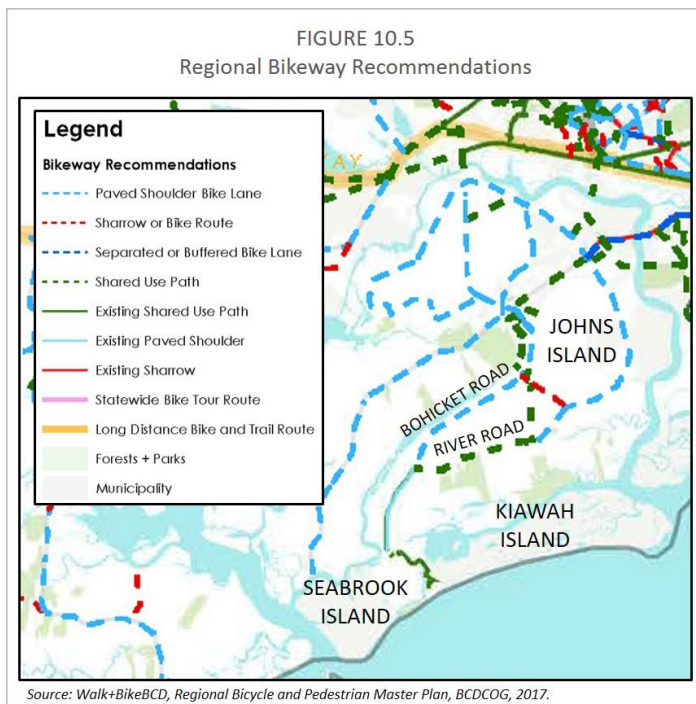 FIGURE 10.5
Regional Bikeway Recommendations
Legend
Bikeway Recommendations
Paved Shoulder Bike Lane
Sharrow or Bike Route
Separated or Buffered Bike Lane
Shared Use Path
Existing Shared Use Path
Existing Paved Shoulder
Existing Sharrow
Statewide Bike Tour Route
Long Distance Bike and Trail Route
Forests + Parks
Municipality
WAY
JOHNS
ISLAND
BOHICKET ROAD
RIVER ROAD
KIAWAH
ISLAND
SEABROOK
ISLAND
Source: Walk+BikeBCD, Regional Bicycle and Pedestrian Master Plan, BCDCOG, 2017.